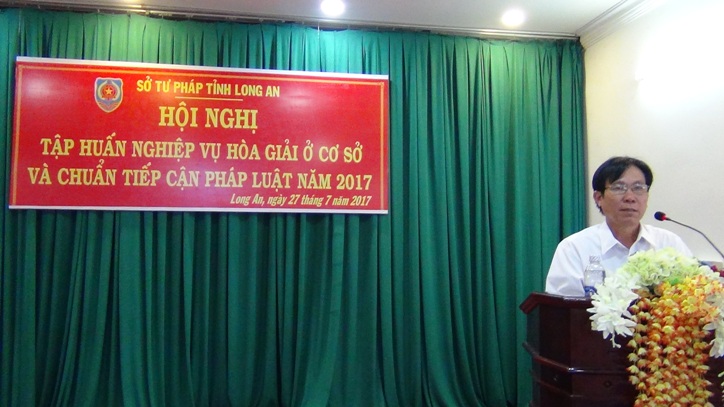 SỞ TƯ PHÁP TỈNH LONG AN
HỘI NGHỊ
TẬP HUẤN NGHIỆP VỤ HÒA GIẢI Ở CƠ SỞ
VÀ CHUẨN TIẾP CẬN PHÁP LUẬT NĂM 2017
Long An, ngày 27 tháng 7 năm 2017